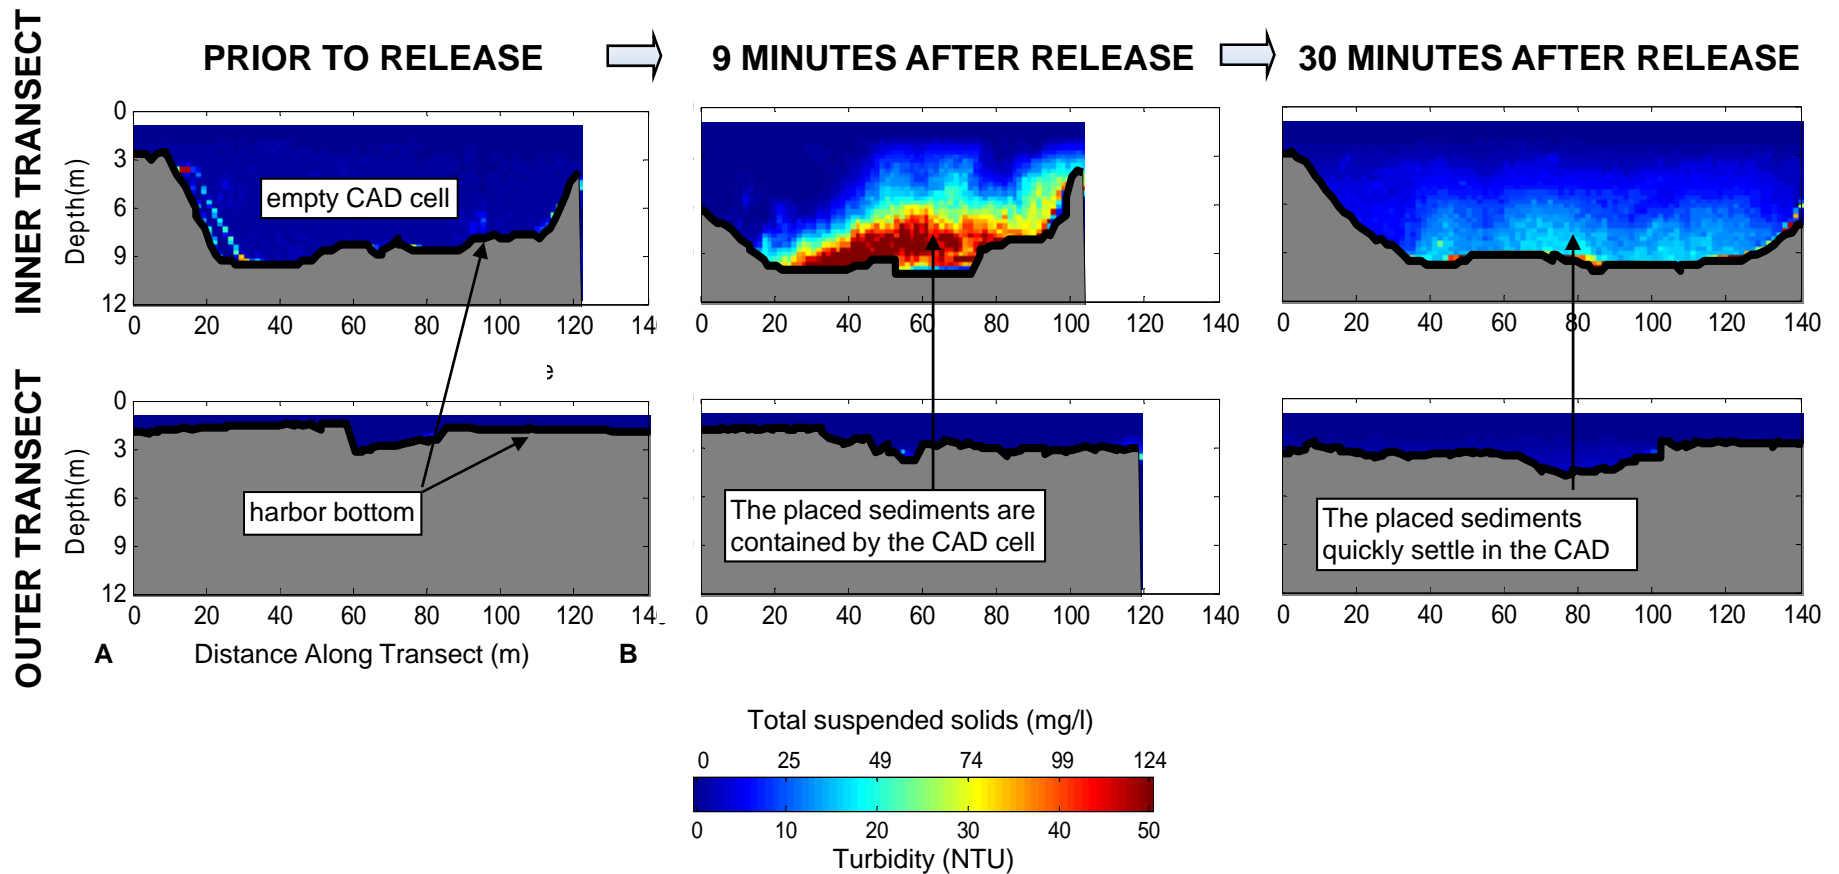 INNER TRANSECT
PRIOR TO RELEASE
9 MINUTES AFTER RELEASE
30 MINUTES AFTER RELEASE
Depth(m)
0
3
6
9
12
empty CAD cell
0 20 40 60 80 100 120 14
0 20 40 60 80 100 120 140
0 20 40 60 80 100 120 140
OUTER TRANSECT
Depth(m)
0
3
6
9
12
harbor bottom
The placed sediments are
contained by the CAD cell
The placed sediments
quickly settle in the CAD
0 20 40 60 80 100 120 14
0 20 40 60 80 100 120 140
0 20 40 60 80 100 120 140
A Distance Along Transect (m) B
Total suspended solids (mg/l)
0 25 49 74 99 124
0 10 20 30 40 50
Turbidity (NTU)